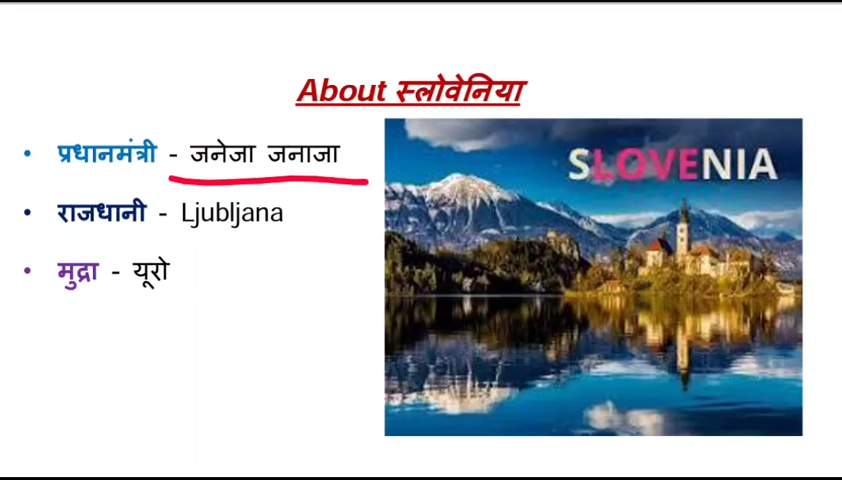 About स्लोवेनिया
• प्रधानमंत्री - जनेजा जनाजा
• राजधानी - Ljubljana
• मुद्रा - यूरो
SLOVENIA